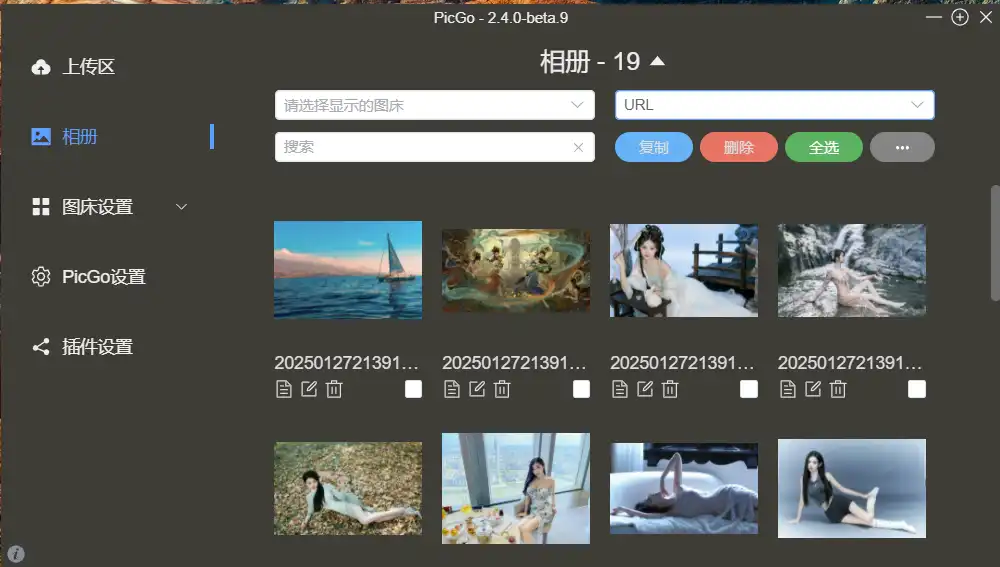 PicGo - 2.4.0-beta.9
上传区
相册
图床设置
PicGo设置
插件设置
相册 - 19
请选择显示的图床
URL
搜索
复制
删除
全选
...
2025012721391...
2025012721391...
2025012721391...
2025012721391...